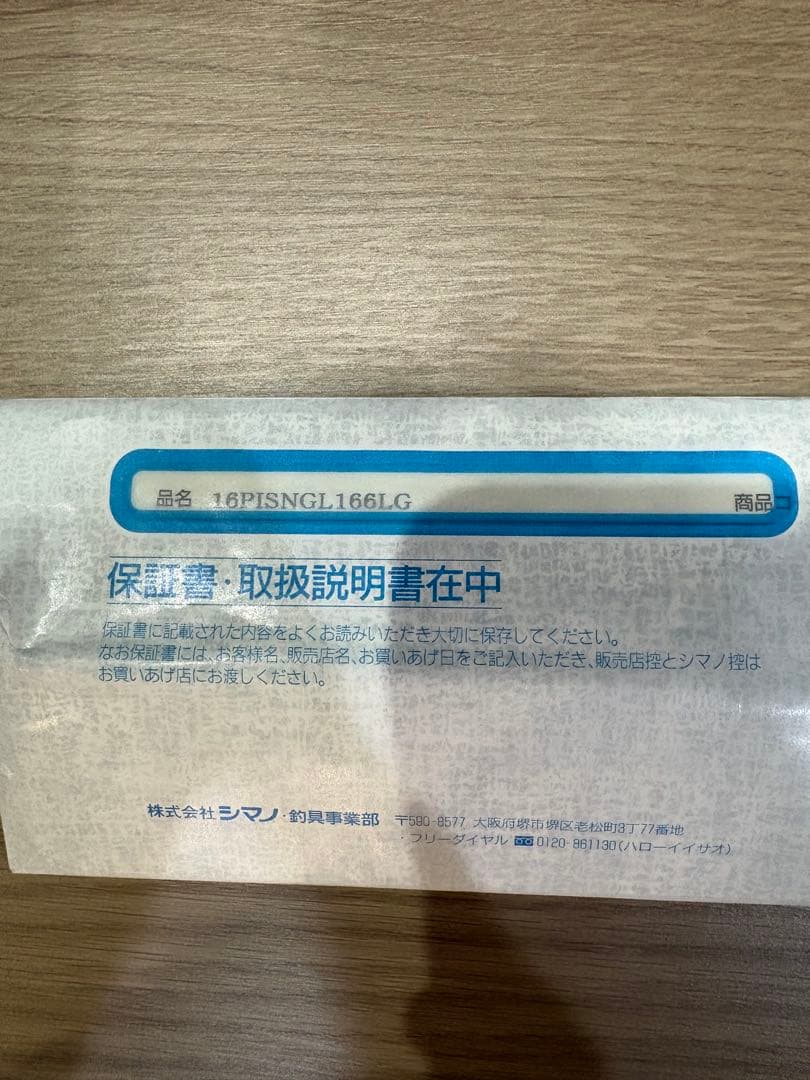 品名 16PISNGL166LG 商品コ
保証書・取扱説明書在中
保証書に記載された内容をよくお読みいただき大切に保存してください。
なお保証書には、お客様名、販売店名、お買いあげ日をご記入いただき、販売店控とシマノ控は
お買いあげ店にお渡しください。
株式会社 シマノ・釣具事業部 〒590-8577 大阪府堺市堺区老松町3丁77番地
・フリーダイヤル 0120-861130(ハローイイサオ)